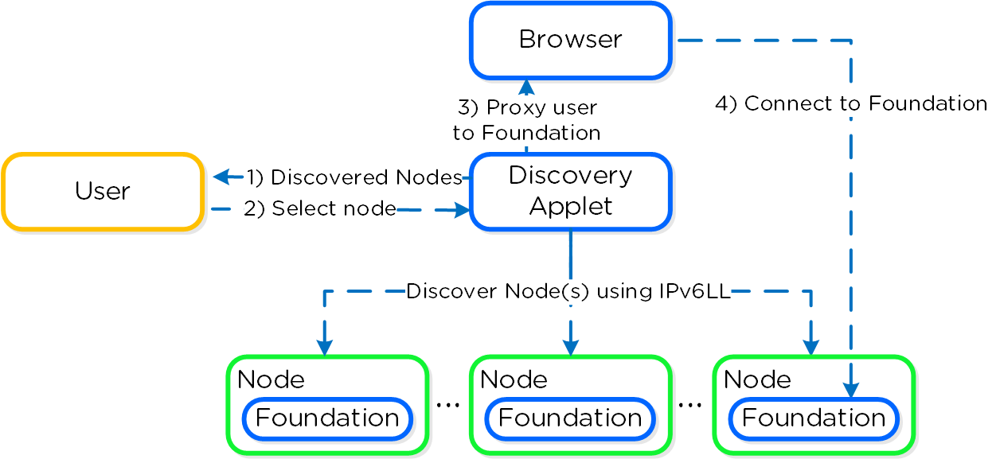 Browser
3) Proxy user
to Foundation
4) Connect to Foundation
User
1) Discovered Nodes
2) Select node
Discovery
Applet
Discover Node(s) using IPv6LL
Node
Foundation
...
Node
Foundation
...
Node
Foundation